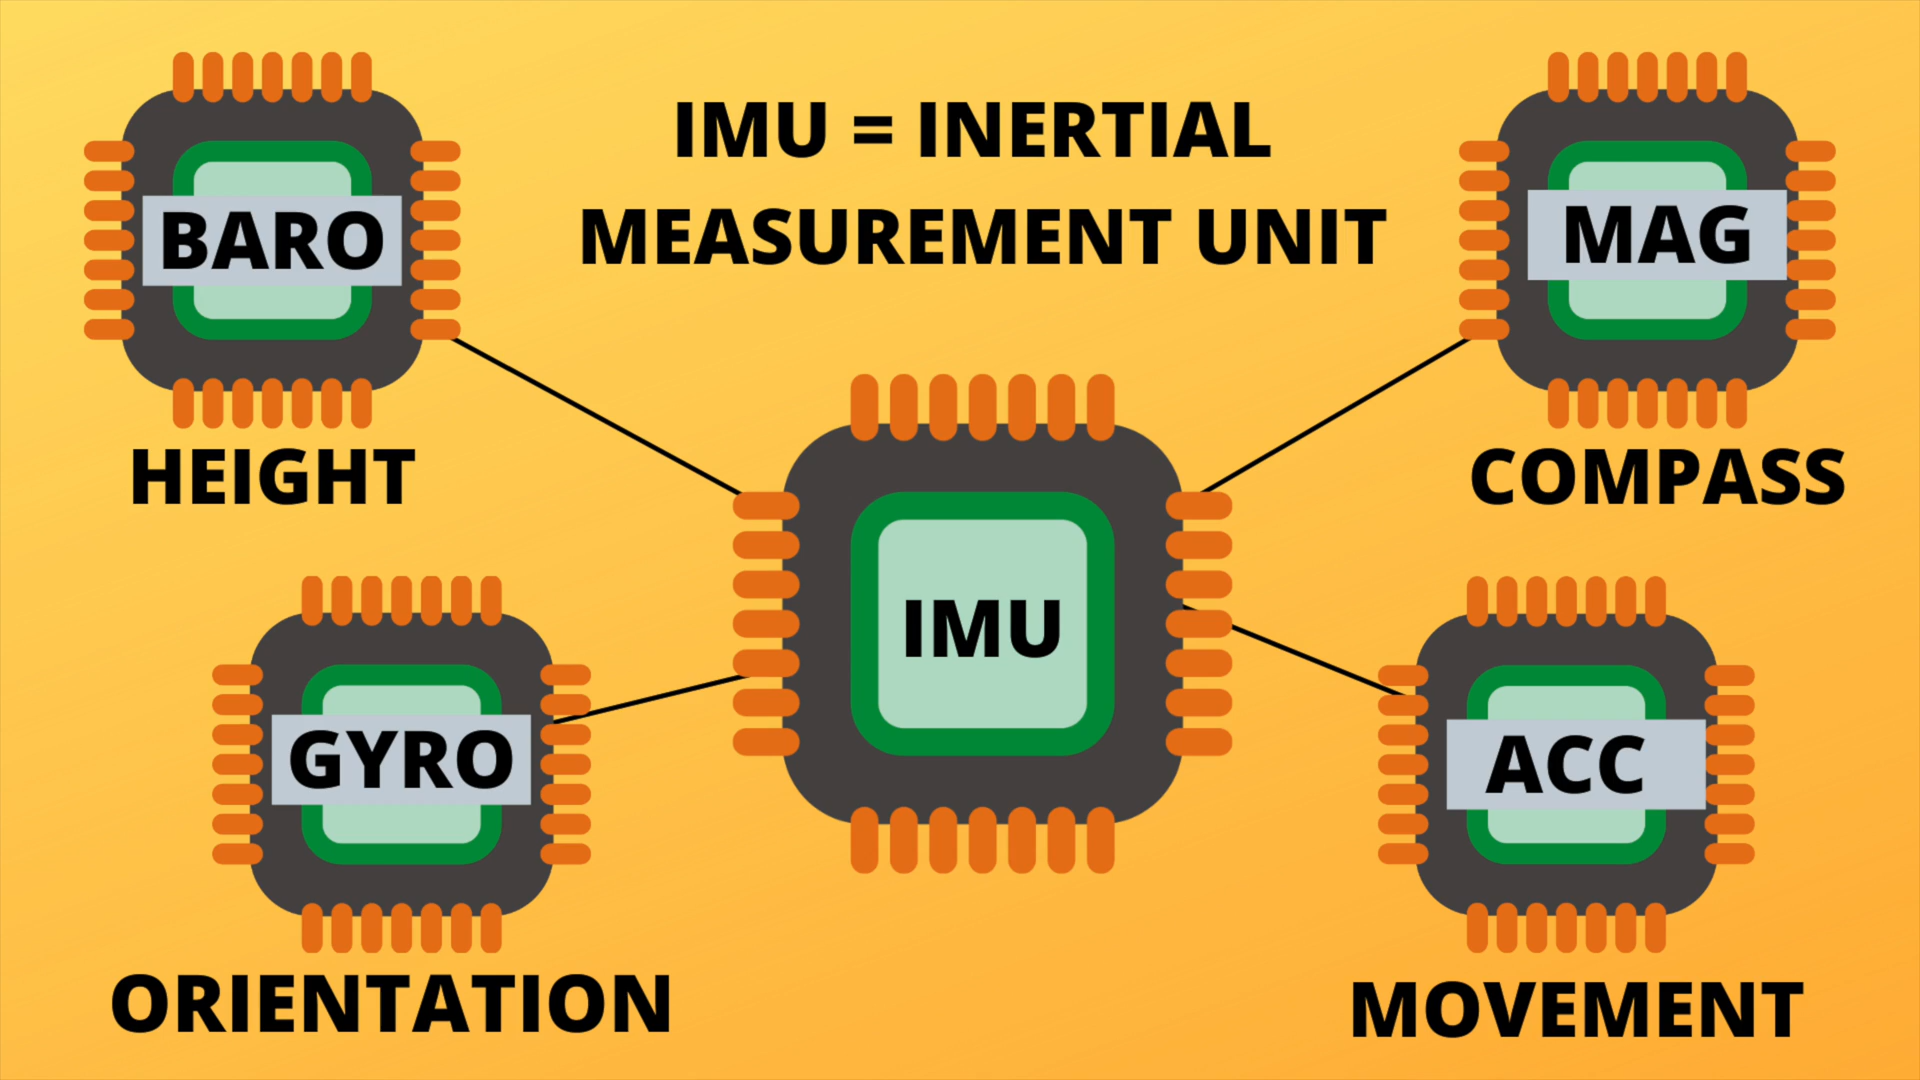 IMU = INERTIAL
MEASUREMENT UNIT
BARO
MAG
HEIGHT
COMPASS
IMU
GYRO
ACC
ORIENTATION
MOVEMENT